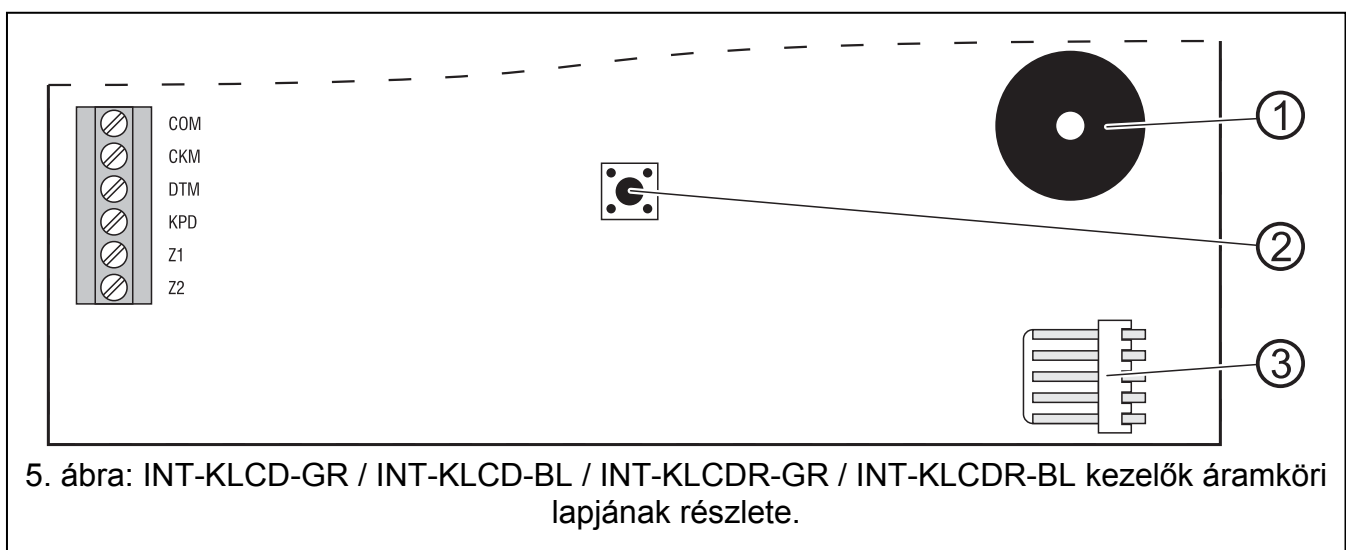 COM
CKM
DTM
KPD
Z1
Z2
1
2
3
5. ábra: INT-KLCD-GR / INT-KLCD-BL / INT-KLCDR-GR / INT-KLCDR-BL kezelők áramköri
lapjának részlete.